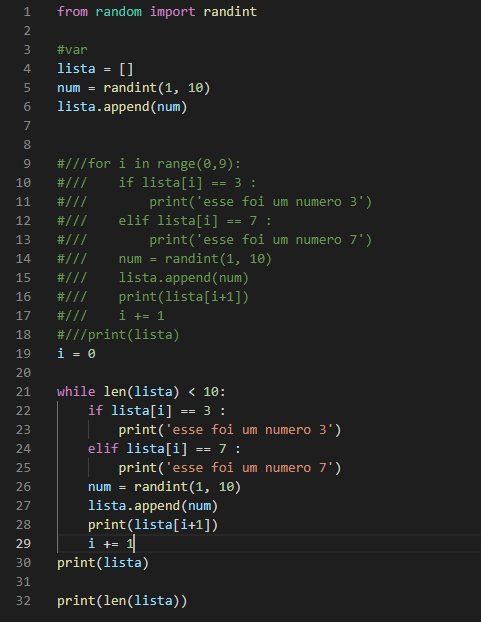 1 from random import randint
2
3 #var
4 lista = []
5 num = randint(1, 10)
6 lista.append(num)
7
8
9 #///for i in range(0,9):
10 #///    if lista[i] == 3 :
11 #///        print('esse foi um numero 3')
12 #///    elif lista[i] == 7 :
13 #///        print('esse foi um numero 7')
14 #///    num = randint(1, 10)
15 #///    lista.append(num)
16 #///    print(lista[i+1])
17 #///    i += 1
18 #///print(lista)
19 i = 0
20
21 while len(lista) < 10:
22     if lista[i] == 3 :
23         print('esse foi um numero 3')
24     elif lista[i] == 7 :
25         print('esse foi um numero 7')
26     num = randint(1, 10)
27     lista.append(num)
28     print(lista[i+1])
29     i += 1
30 print(lista)
31
32 print(len(lista))